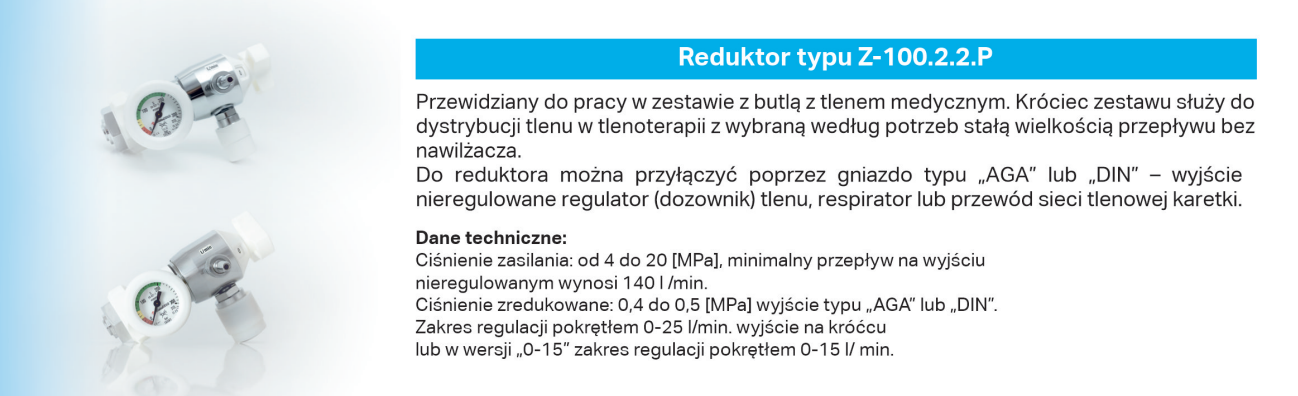 Reduktor typu Z-100.2.2.P
Przewidziany do pracy w zestawie z butlą z tlenem medycznym. Króciec zestawu służy do
dystrybucji tlenu w tlenoterapii z wybraną według potrzeb stałą wielkością przepływu bez
nawilżacza.
Do reduktora można przyłączyć poprzez gniazdo typu „AGA” lub „DIN” – wyjście
nieregulowane regulator (dozownik) tlenu, respirator lub przewód sieci tlenowej karetki.
Dane techniczne:
Ciśnienie zasilania: od 4 do 20 [MPa], minimalny przepływ na wyjściu
nieregulowanym wynosi 140 l /min.
Ciśnienie zredukowane: 0,4 do 0,5 [MPa] wyjście typu „AGA” lub „DIN”.
Zakres regulacji pokrętłem 0-25 l/min. wyjście na króćcu
lub w wersji „0-15” zakres regulacji pokrętłem 0-15 l/ min.